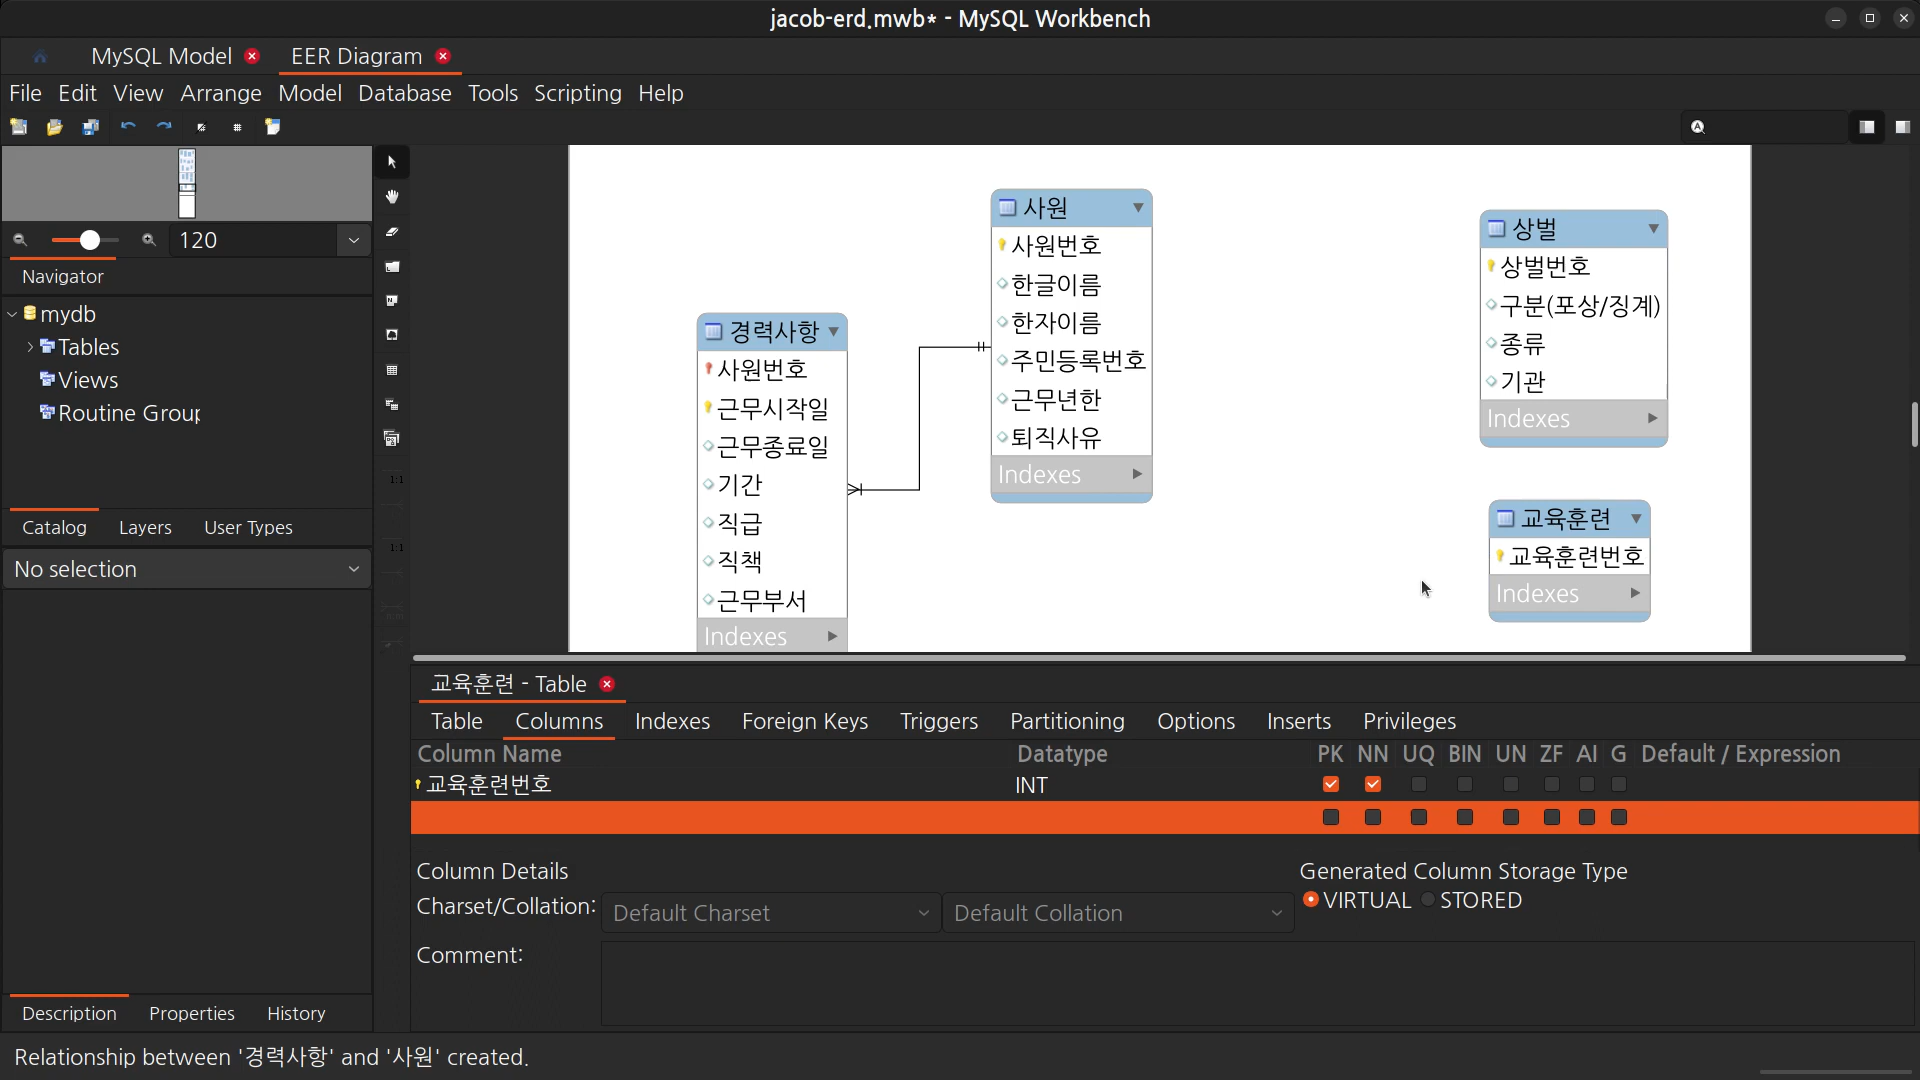 jacob-erd.mwb* - MySQL Workbench
MySQL Model
EER Diagram
File Edit View Arrange Model Database Tools Scripting Help
120
Navigator
mydb
Tables
Views
Routine Group
Catalog Layers User Types
No selection
Description Properties History
사원
사원번호
한글이름
한자이름
주민등록번호
근무년한
퇴직사유
Indexes
상벌
상벌번호
구분(포상/징계)
종류
기관
Indexes
경력사항
사원번호
근무시작일
근무종료일
기간
직급
직책
근무부서
Indexes
교육훈련
교육훈련번호
Indexes
1:1
1:1
교육훈련 - Table
Table Columns Indexes Foreign Keys Triggers Partitioning Options Inserts Privileges
Column Name Datatype PK NN UQ BIN UN ZF AI G Default / Expression
교육훈련번호 INT
Column Details
Generated Column Storage Type
Charset/Collation: Default Charset Default Collation
VIRTUAL STORED
Comment:
Relationship between '경력사항' and '사원' created.